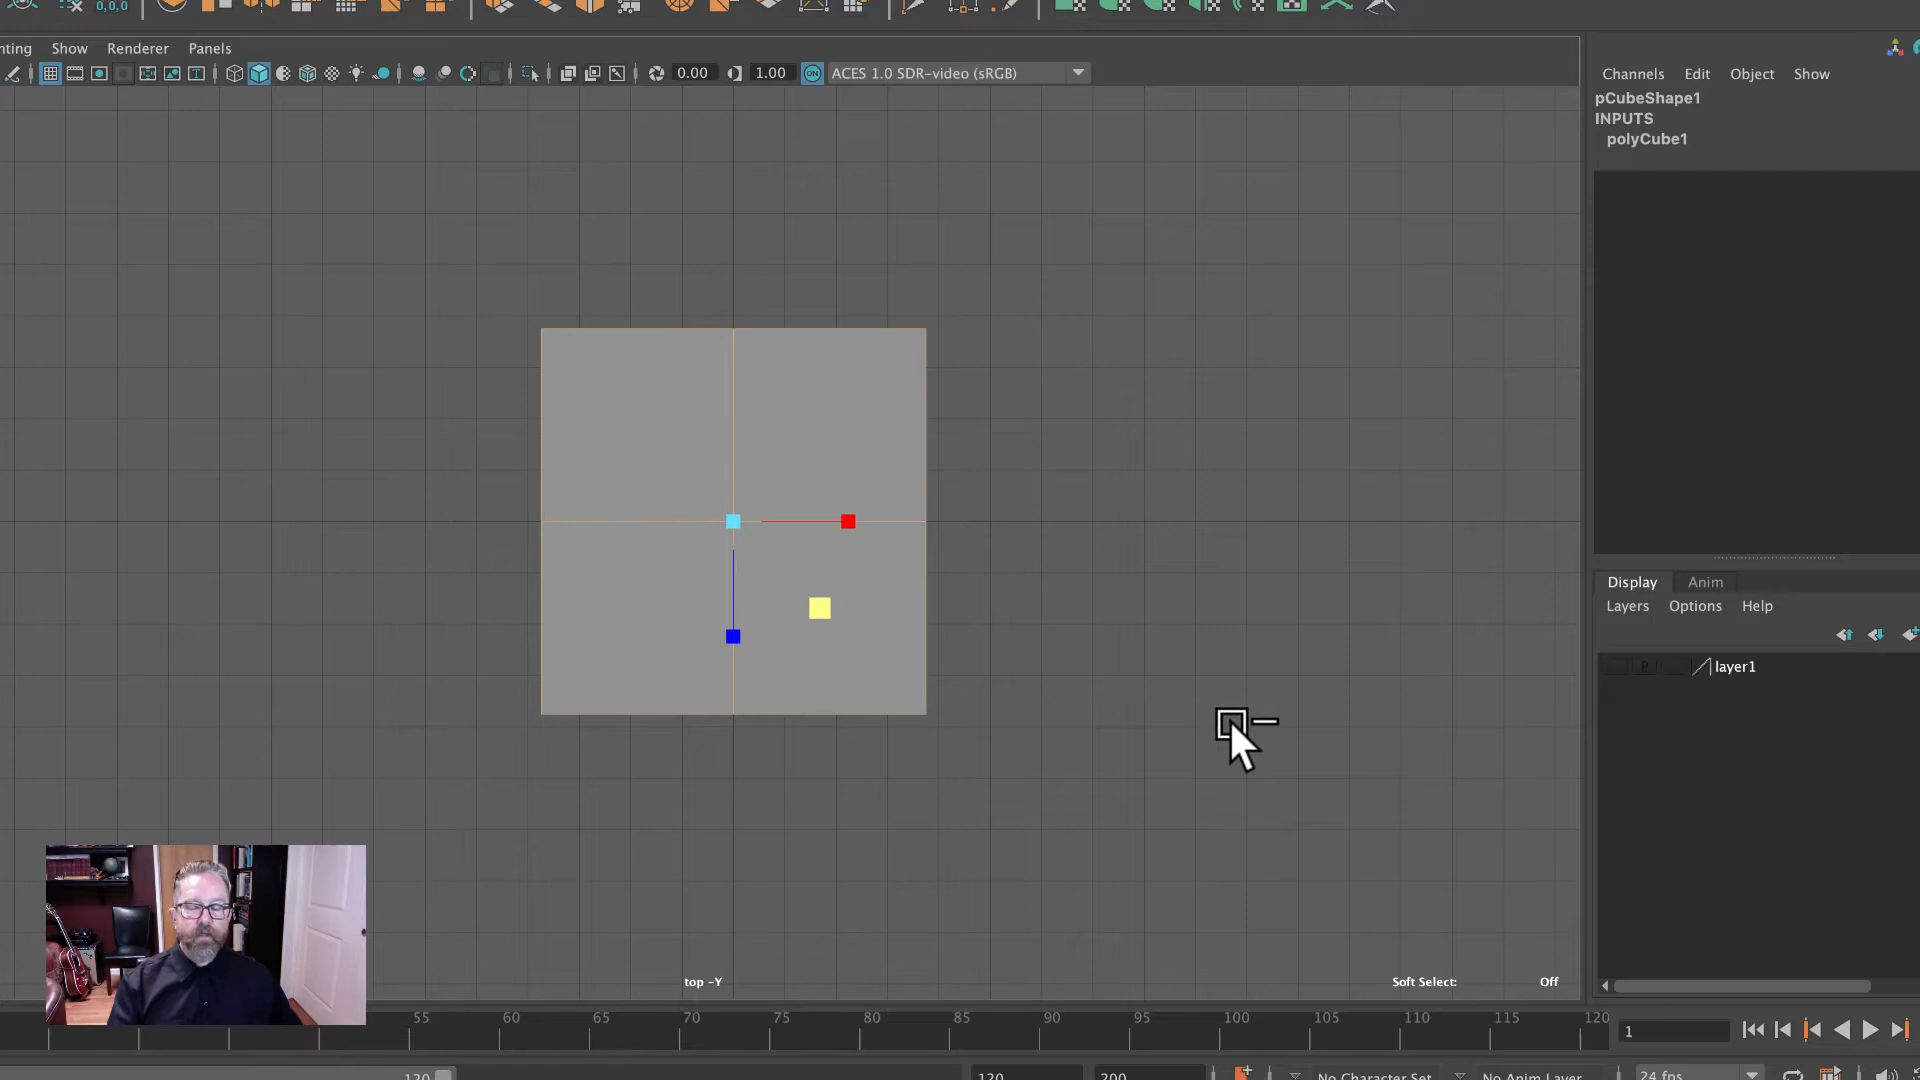 0,0,0
nting Show Renderer Panels
0.00 1.00 ON ACES 1.0 SDR-video (sRGB)
Channels Edit Object Show
pCubeShape1
INPUTS
polyCube1
Display Anim
Layers Options Help
P layer1
top -Y
Soft Select: Off
55 60 65 70 75 80 85 90 95 100 105 110 115 120
1
120 120 200 No Character Set No Anim Layer 24 fps